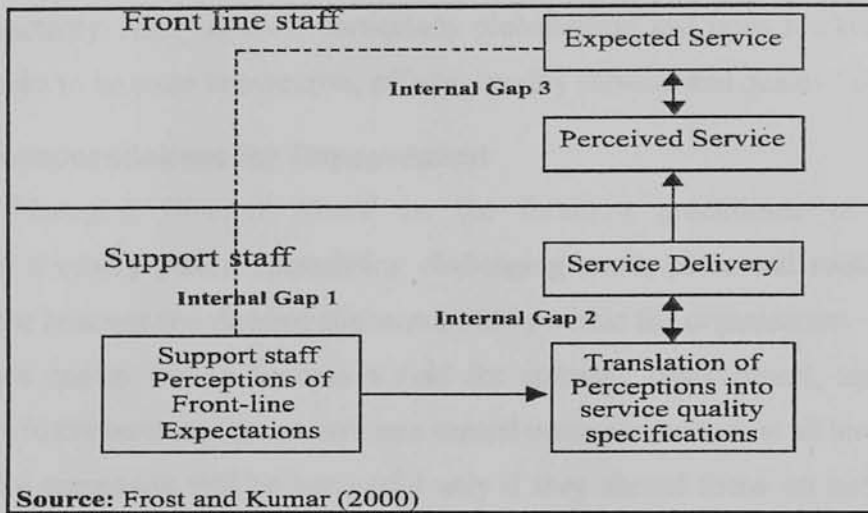 Front line staff
Expected Service
Internal Gap 3
Perceived Service
Support staff
Service Delivery
Internal Gap 1
Internal Gap 2
Support staff
Perceptions of
Front-line
Expectations
Translation of
Perceptions into
service quality
specifications
Source: Frost and Kumar (2000)